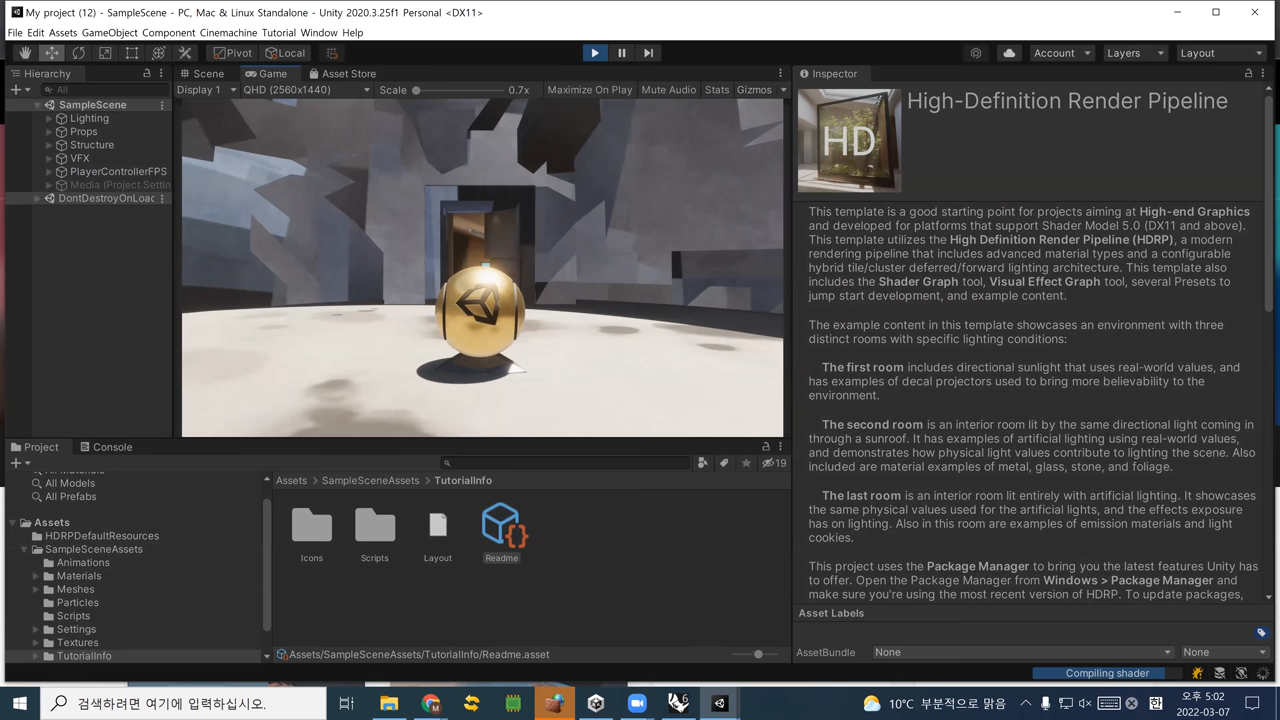 My project (12) - SampleScene - PC, Mac & Linux Standalone - Unity 2020.3.25f1 Personal <DX11>
File Edit Assets GameObject Component Cinemachine Tutorial Window Help
Pivot Local Account Layers Layout
Hierarchy
All
SampleScene
Lighting
Props
Structure
VFX
PlayerControllerFPS
Media (Project Settin
DontDestroyOnLoad
Scene Game Asset Store
Display 1 QHD (2560x1440) Scale 0.7x Maximize On Play Mute Audio Stats Gizmos
Inspector
HD
High-Definition Render Pipeline
This template is a good starting point for projects aiming at High-end Graphics
and developed for platforms that support Shader Model 5.0 (DX11 and above).
This template utilizes the High Definition Render Pipeline (HDRP), a modern
rendering pipeline that includes advanced material types and a configurable
hybrid tile/cluster deferred/forward lighting architecture. This template also
includes the Shader Graph tool, Visual Effect Graph tool, several Presets to
jump start development, and example content.
The example content in this template showcases an environment with three
distinct rooms with specific lighting conditions:
The first room includes directional sunlight that uses real-world values, and
has examples of decal projectors used to bring more believability to the
environment.
The second room is an interior room lit by the same directional light coming in
through a sunroof. It has examples of artificial lighting using real-world values,
and demonstrates how physical light values contribute to lighting the scene. Also
included are material examples of metal, glass, stone, and foliage.
The last room is an interior room lit entirely with artificial lighting. It showcases
the same physical values used for the artificial lights, and the effects exposure
has on lighting. Also in this room are examples of emission materials and light
cookies.
This project uses the Package Manager to bring you the latest features Unity has
to offer. Open the Package Manager from Windows > Package Manager and
make sure you're using the most recent version of HDRP. To update packages,
Asset Labels
AssetBundle None None
Compiling shader
Project Console
19
All Models
All Prefabs
Assets
HDRPDefaultResources
SampleSceneAssets
Animations
Materials
Meshes
Particles
Scripts
Settings
Textures
TutorialInfo
Assets > SampleSceneAssets > TutorialInfo
Icons Scripts Layout Readme
Assets/SampleSceneAssets/TutorialInfo/Readme.asset
검색하려면 여기에 입력하십시오.
6
10°C 부분적으로 맑음
한
오후 5:02
2022-03-07